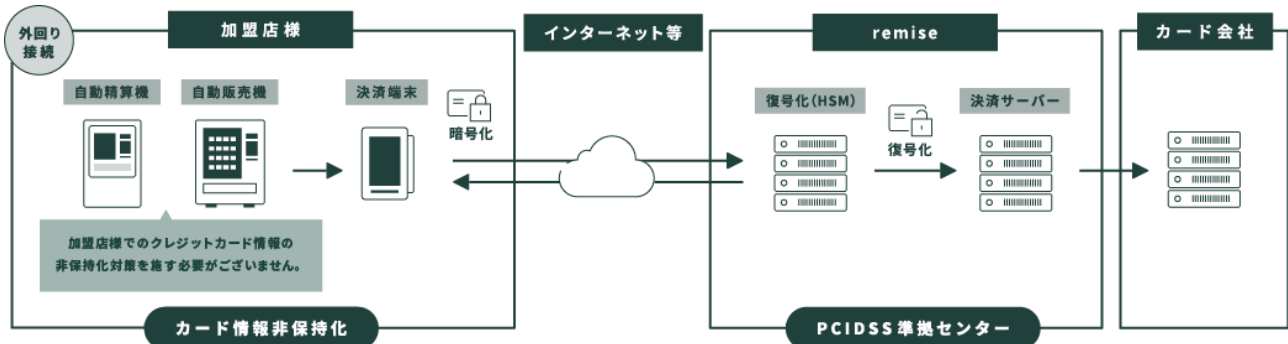 外回り
接続
加盟店様
インターネット等
remise
カード会社
自動精算機
自動販売機
決済端末
暗号化
復号化(HSM)
復号化
決済サーバー
加盟店様でのクレジットカード情報の
非保持化対策を施す必要がございません。
カード情報非保持化
PCIDSS準拠センター